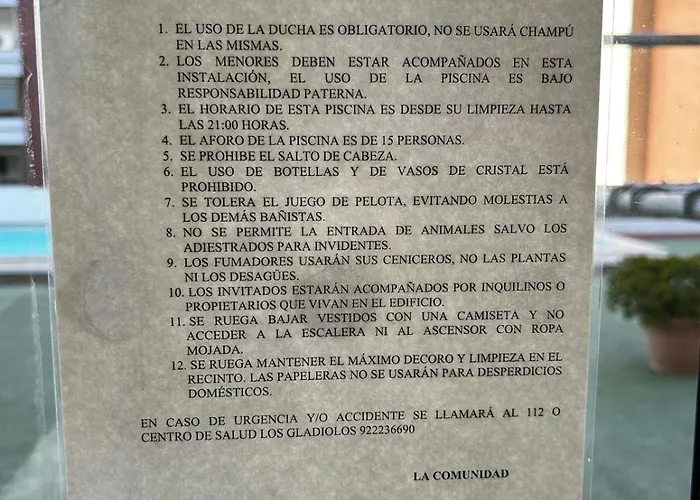 1. EL USO DE LA DUCHA ES OBLIGATORIO, NO SE USARÁ CHAMPÚ
EN LAS MISMAS.
2. LOS MENORES DEBEN ESTAR ACOMPAÑADOS EN ESTA
INSTALACIÓN, EL USO DE LA PISCINA ES BAJO
RESPONSABILIDAD PATERNA.
3. EL HORARIO DE ESTA PISCINA ES DESDE SU LIMPIEZA HASTA
LAS 21:00 HORAS.
4. EL AFORO DE LA PISCINA ES DE 15 PERSONAS.
5. SE PROHIBE EL SALTO DE CABEZA.
6. EL USO DE BOTELLAS Y DE VASOS DE CRISTAL ESTÁ
PROHIBIDO.
7. SE TOLERA EL JUEGO DE PELOTA, EVITANDO MOLESTIAS A
LOS DEMÁS BAÑISTAS.
8. NO SE PERMITE LA ENTRADA DE ANIMALES SALVO LOS
ADIESTRADOS PARA INVIDENTES.
9. LOS FUMADORES USARÁN SUS CENICEROS, NO LAS PLANTAS
NI LOS DESAGÜES.
10. LOS INVITADOS ESTARÁN ACOMPAÑADOS POR INQUILINOS O
PROPIETARIOS QUE VIVAN EN EL EDIFICIO.
11. SE RUEGA BAJAR VESTIDOS CON UNA CAMISETA Y NO
ACCEDER A LA ESCALERA NI AL ASCENSOR CON ROPA
MOJADA.
12. SE RUEGA MANTENER EL MÁXIMO DECORO Y LIMPIEZA EN EL
RECINTO. LAS PAPELERAS NO SE USARÁN PARA DESPERDICIOS
DOMÉSTICOS.
EN CASO DE URGENCIA Y/O ACCIDENTE SE LLAMARÁ AL 112 O
CENTRO DE SALUD LOS GLADIOLOS 922236690
LA COMUNIDAD